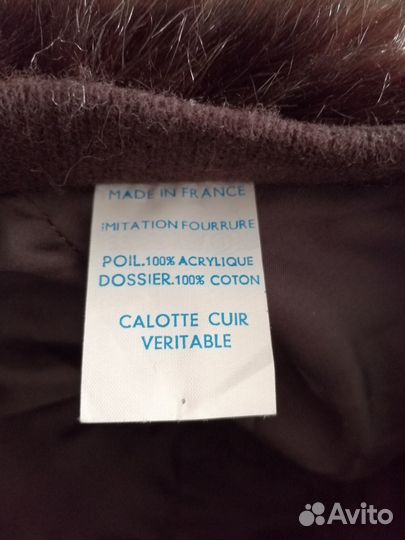 MADE IN FRANCE
IMITATION FOURRURE
POIL.100% ACRYLIQUE
DOSSIER.100% COTON
CALOTTE CUIR
VERITABLE
Avito